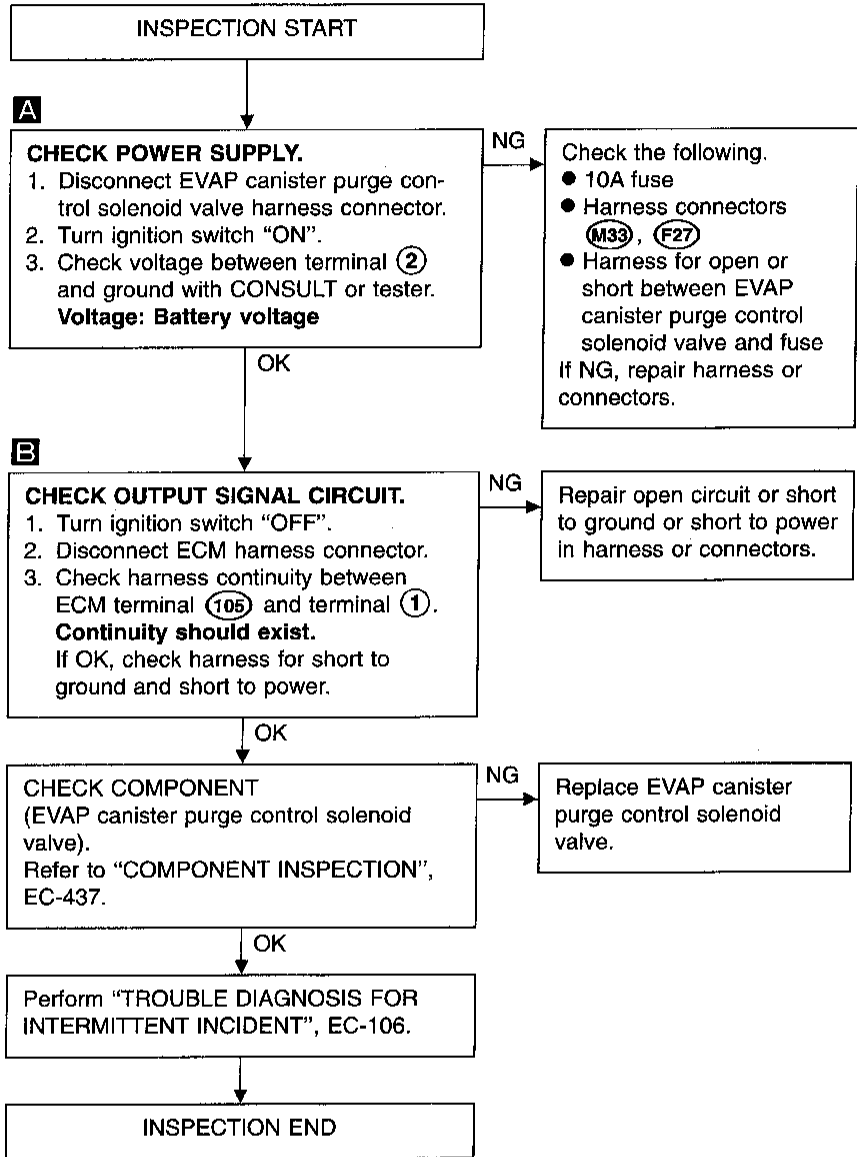 INSPECTION START
A
CHECK POWER SUPPLY.
1. Disconnect EVAP canister purge con-
trol solenoid valve harness connector.
2. Turn ignition switch “ON”.
3. Check voltage between terminal ②
and ground with CONSULT or tester.
Voltage: Battery voltage
NG
Check the following.
● 10A fuse
● Harness connectors
M33, F27
● Harness for open or
short between EVAP
canister purge control
solenoid valve and fuse
If NG, repair harness or
connectors.
OK
B
CHECK OUTPUT SIGNAL CIRCUIT.
1. Turn ignition switch “OFF”.
2. Disconnect ECM harness connector.
3. Check harness continuity between
ECM terminal 105 and terminal ①.
Continuity should exist.
If OK, check harness for short to
ground and short to power.
NG
Repair open circuit or short
to ground or short to power
in harness or connectors.
OK
CHECK COMPONENT
(EVAP canister purge control solenoid
valve).
Refer to “COMPONENT INSPECTION”,
EC-437.
NG
Replace EVAP canister
purge control solenoid
valve.
OK
Perform “TROUBLE DIAGNOSIS FOR
INTERMITTENT INCIDENT”, EC-106.
INSPECTION END